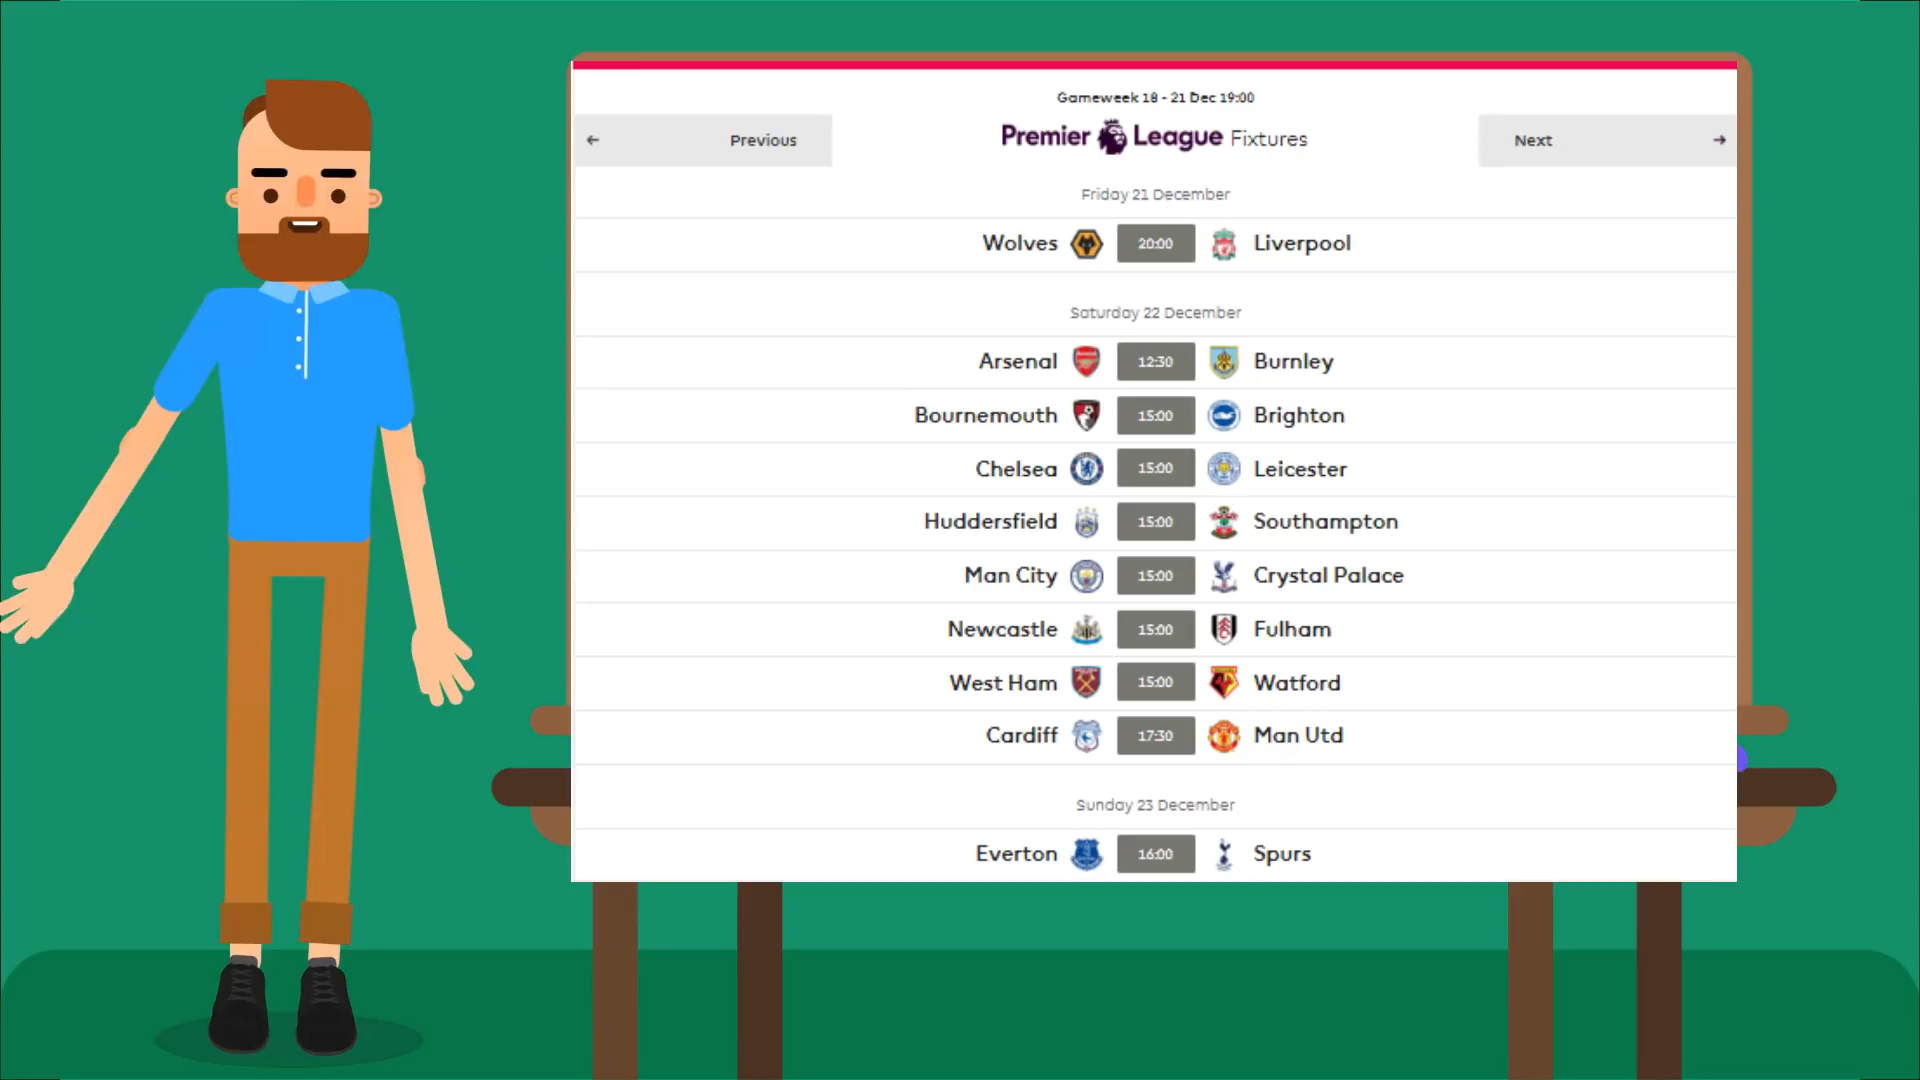 Gameweek 18 - 21 Dec 19:00
← Previous
Premier League Fixtures
Next →
Friday 21 December
Wolves 20:00 Liverpool
Saturday 22 December
Arsenal 12:30 Burnley
Bournemouth 15:00 Brighton
Chelsea 15:00 Leicester
Huddersfield 15:00 Southampton
Man City 15:00 Crystal Palace
Newcastle 15:00 Fulham
West Ham 15:00 Watford
Cardiff 17:30 Man Utd
Sunday 23 December
Everton 16:00 Spurs